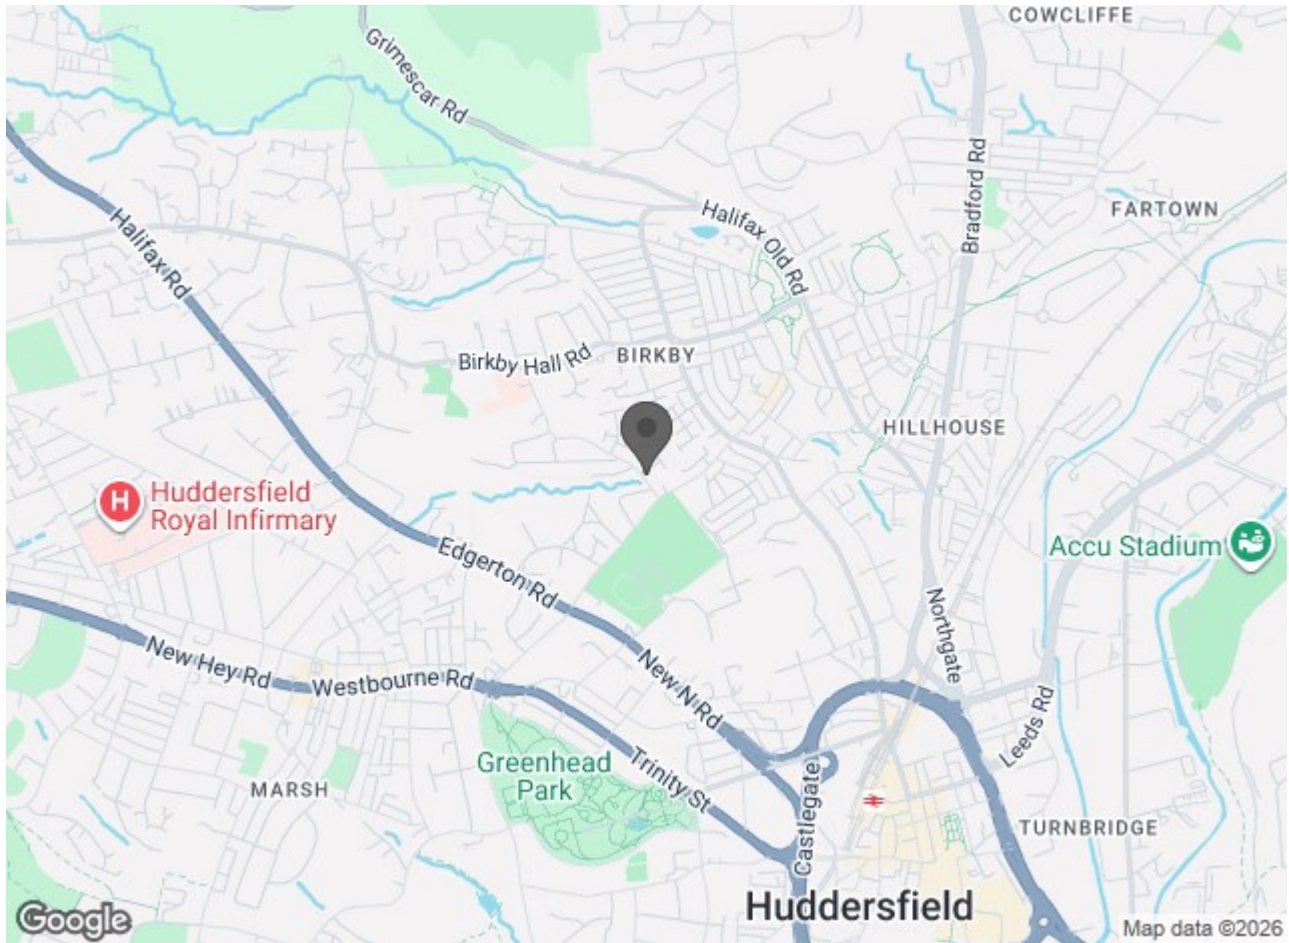 COWCLIFFE
Grimescar Rd
Bradford Rd
Halifax Old Rd
FARTOWN
Halifax Rd
Birkby Hall Rd
BIRKBY
HILLHOUSE
H
Huddersfield
Royal Infirmary
Edgerton Rd
Accu Stadium
Northgate
New Hey Rd
Westbourne Rd
New N Rd
Leeds Rd
Greenhead
Park
Trinity St
Castlegate
MARSH
TURNBRIDGE
Huddersfield
Google
Map data ©2026